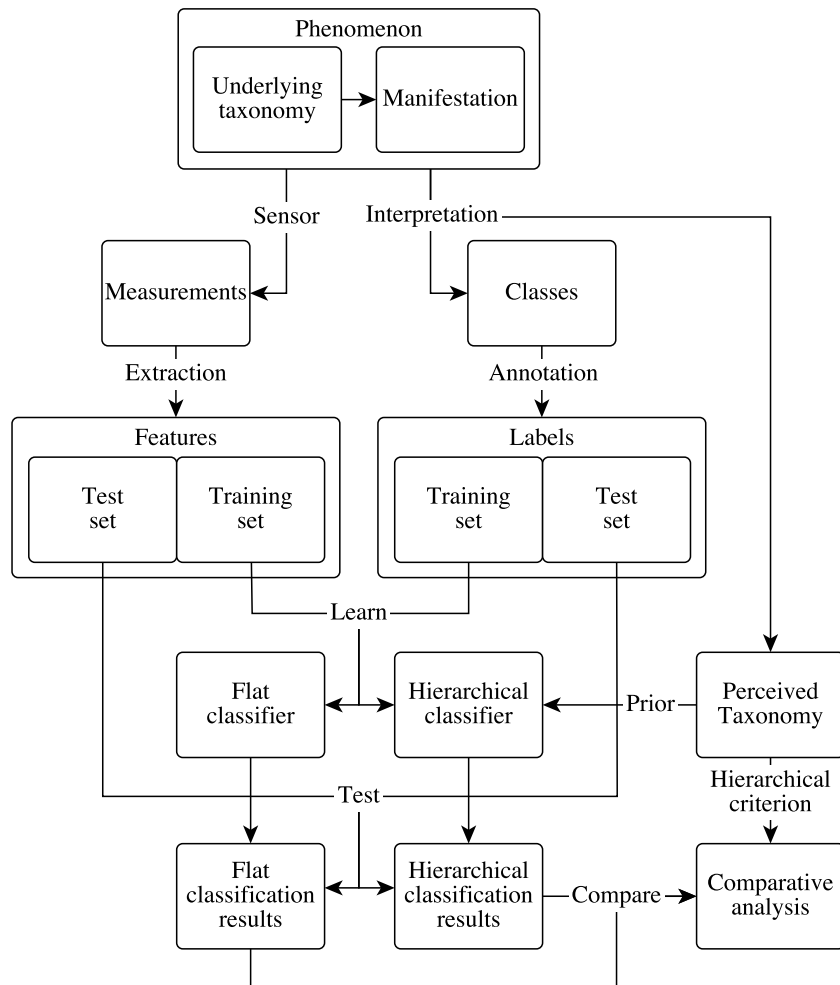 Phenomenon
Underlying
taxonomy
Manifestation
Sensor
Interpretation
Measurements
Classes
Extraction
Annotation
Features
Labels
Test
set
Training
set
Training
set
Test
set
Learn
Flat
classifier
Hierarchical
classifier
Prior
Perceived
Taxonomy
Hierarchical
criterion
Test
Flat
classification
results
Hierarchical
classification
results
Compare
Comparative
analysis